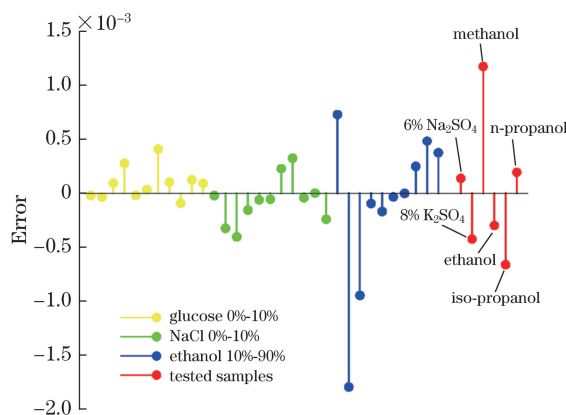 ×10⁻³
1.5
1.0
0.5
0
−0.5
−1.0
−1.5
−2.0
Error
methanol
6% Na₂SO₄
n-propanol
8% K₂SO₄
ethanol
iso-propanol
glucose 0%-10%
NaCl 0%-10%
ethanol 10%-90%
tested samples